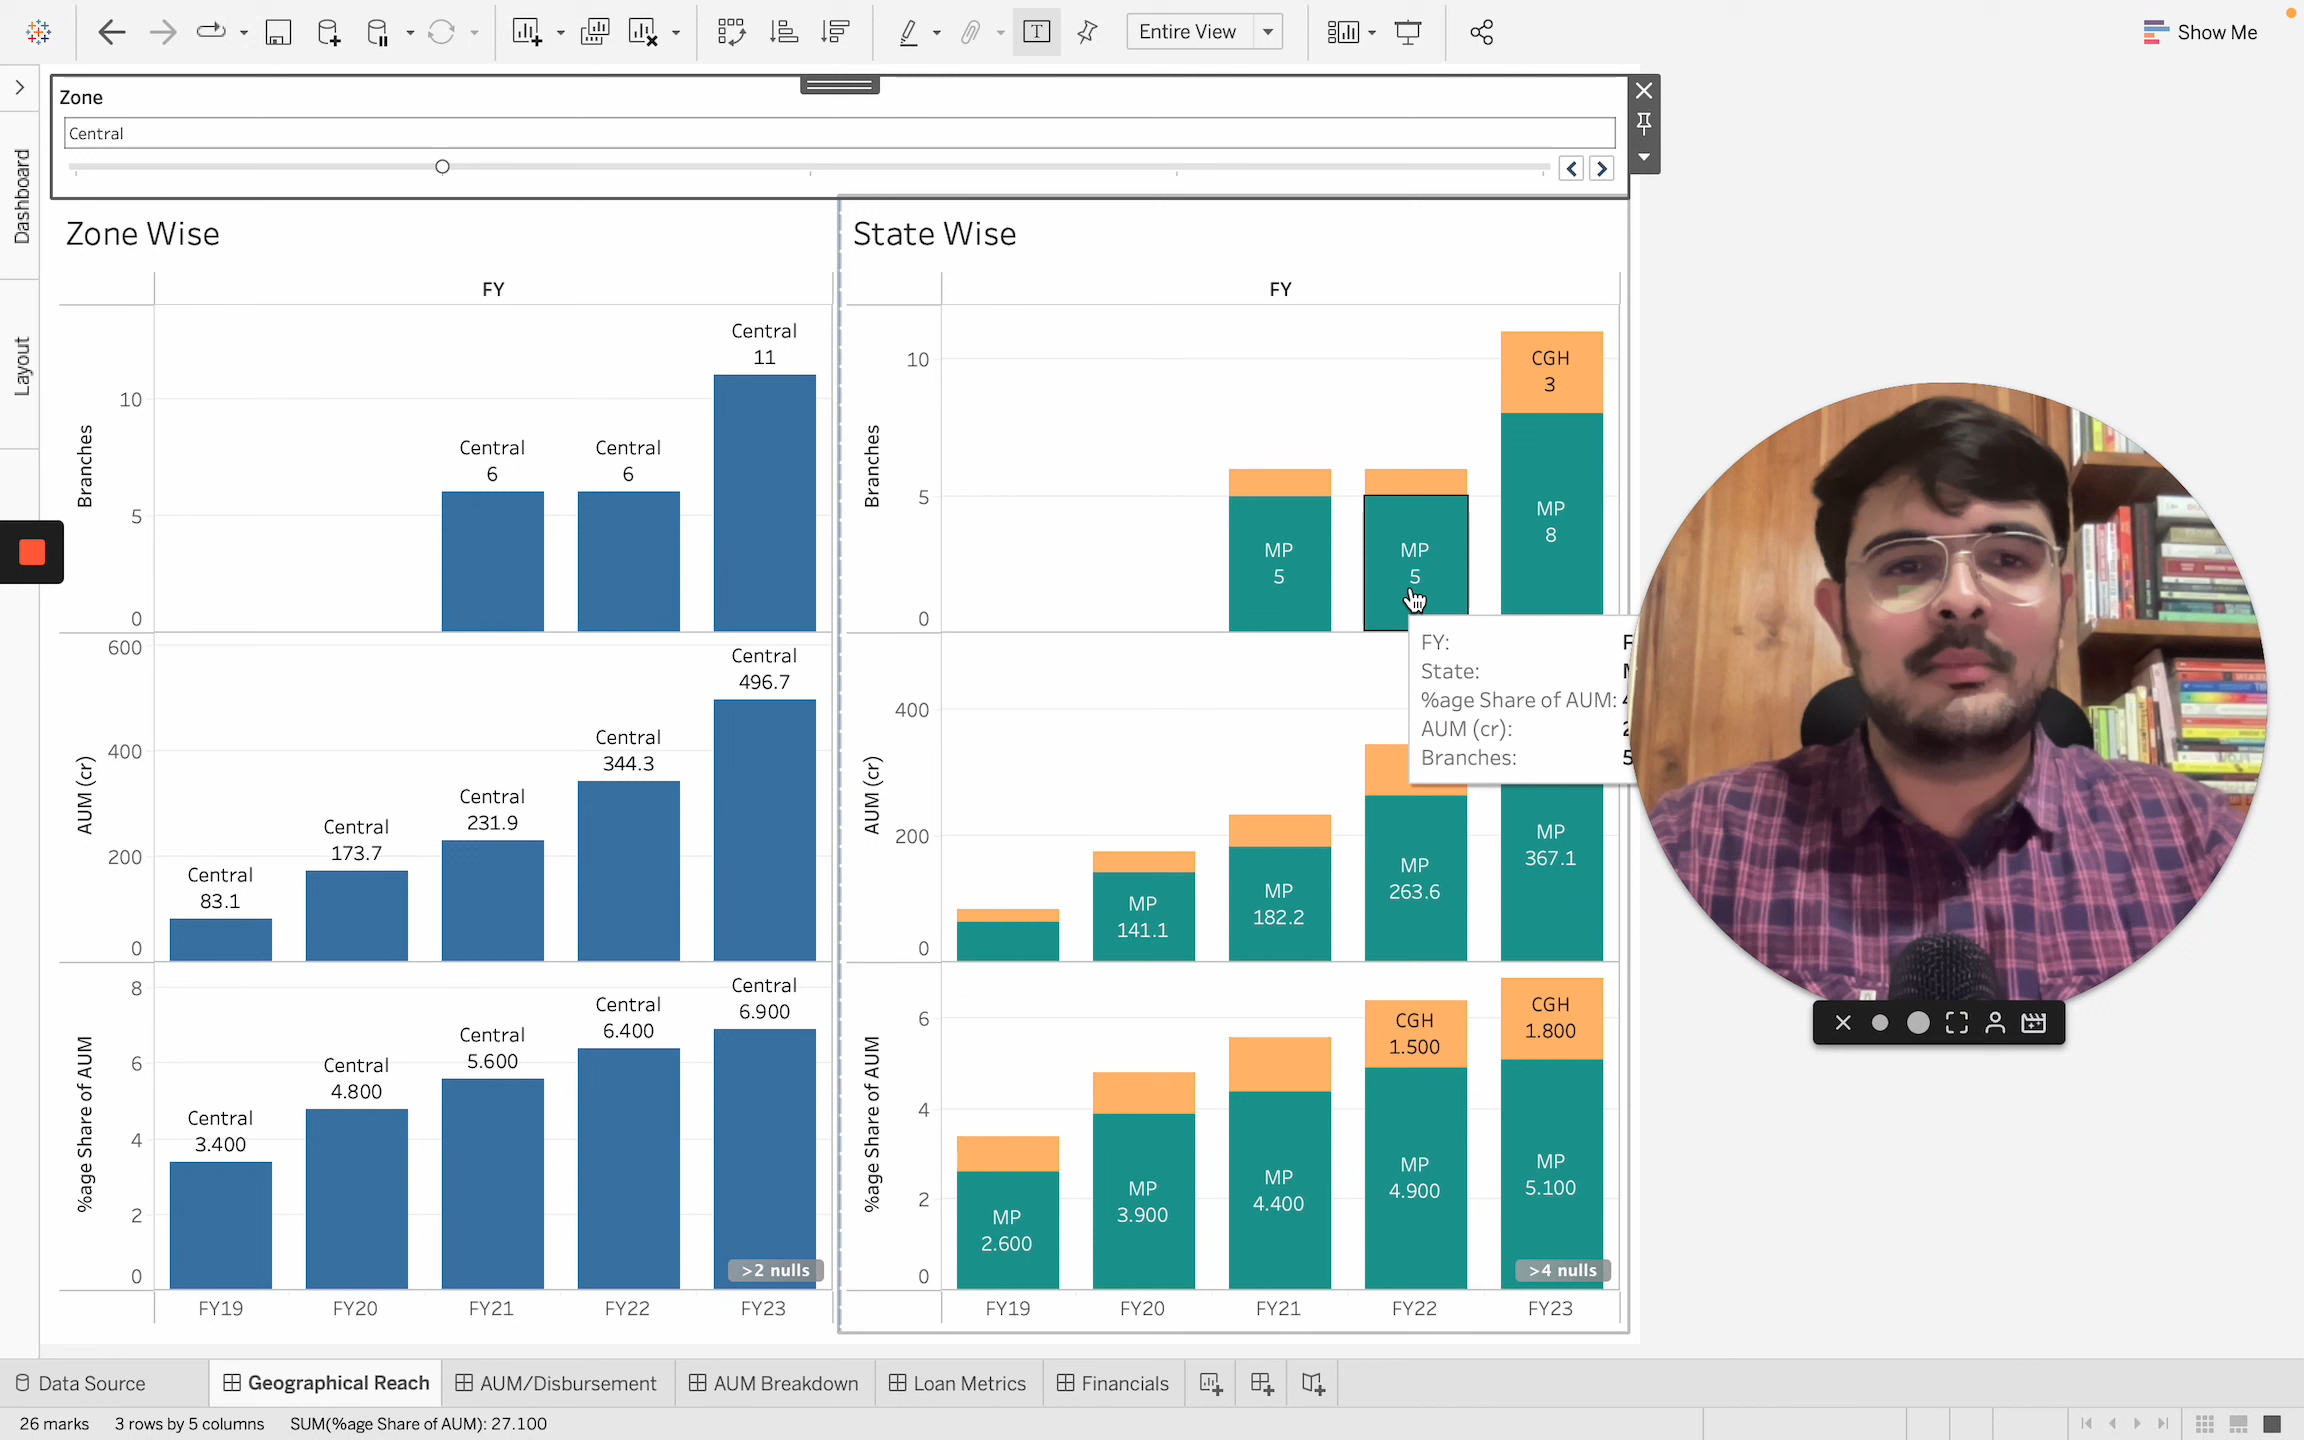 Entire View
Show Me
Zone
Central
Dashboard
Layout
Zone Wise
State Wise
FY
FY
Branches
10
5
0
Central
6
Central
6
Central
11
Branches
10
5
0
MP
5
MP
5
CGH
3
MP
8
AUM (cr)
600
400
200
0
Central
83.1
Central
173.7
Central
231.9
Central
344.3
Central
496.7
AUM (cr)
400
200
0
MP
141.1
MP
182.2
MP
263.6
MP
367.1
FY:
State:
%age Share of AUM:
AUM (cr):
Branches: 5
%age Share of AUM
8
6
4
2
0
Central
3.400
Central
4.800
Central
5.600
Central
6.400
Central
6.900
>2 nulls
%age Share of AUM
6
4
2
0
MP
2.600
MP
3.900
MP
4.400
CGH
1.500
MP
4.900
CGH
1.800
MP
5.100
>4 nulls
FY19 FY20 FY21 FY22 FY23
FY19 FY20 FY21 FY22 FY23
Data Source Geographical Reach AUM/Disbursement AUM Breakdown Loan Metrics Financials
26 marks 3 rows by 5 columns SUM(%age Share of AUM): 27.100